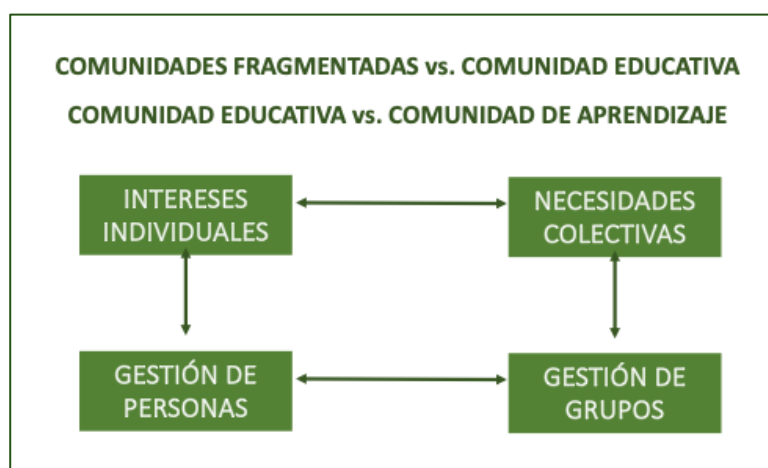 COMUNIDADES FRAGMENTADAS vs. COMUNIDAD EDUCATIVA
COMUNIDAD EDUCATIVA vs. COMUNIDAD DE APRENDIZAJE
INTERESES
INDIVIDUALES
NECESIDADES
COLECTIVAS
GESTIÓN DE
PERSONAS
GESTIÓN DE
GRUPOS